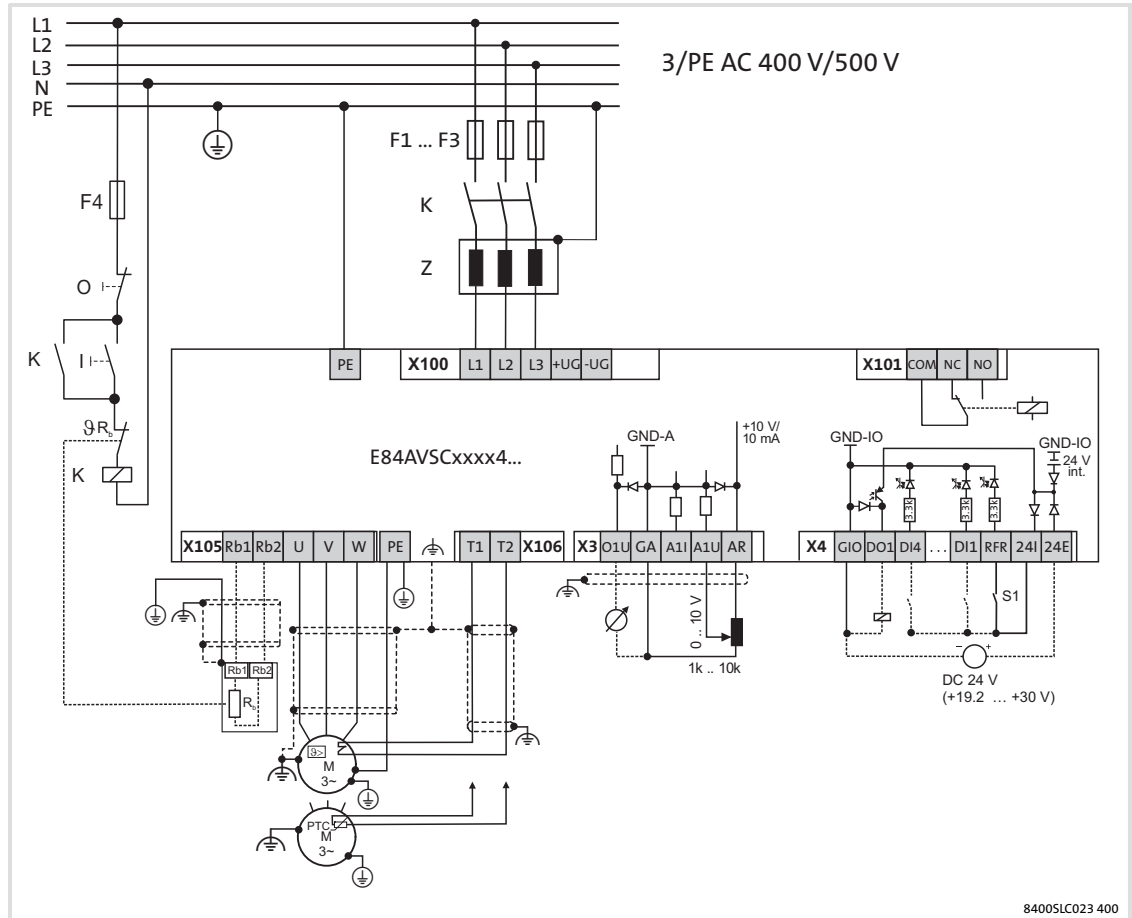 L1
L2
L3
N
PE
3/PE AC 400 V/500 V
F1 ... F3
F4
K
O
Z
K
I
ϑRb
K
PE
X100 L1 L2 L3 +UG -UG
X101 COM NC NO
E84AVSCxxxx4...
GND-A
+10 V/
10 mA
GND-IO
GND-IO
24 V
int.
3.3k
3.3k
3.3k
X105 Rb1 Rb2 U V W PE
T1 T2 X106
X3 O1U GA A1I A1U AR
X4 GIO DO1 DI4 ... DI1 RFR 24I 24E
S1
0 .. 10 V
1k .. 10k
– +
DC 24 V
(+19.2 ... +30 V)
Rb1 Rb2
Rb
ϑ>
M
3~
PTC
M
3~
8400SLC023 400